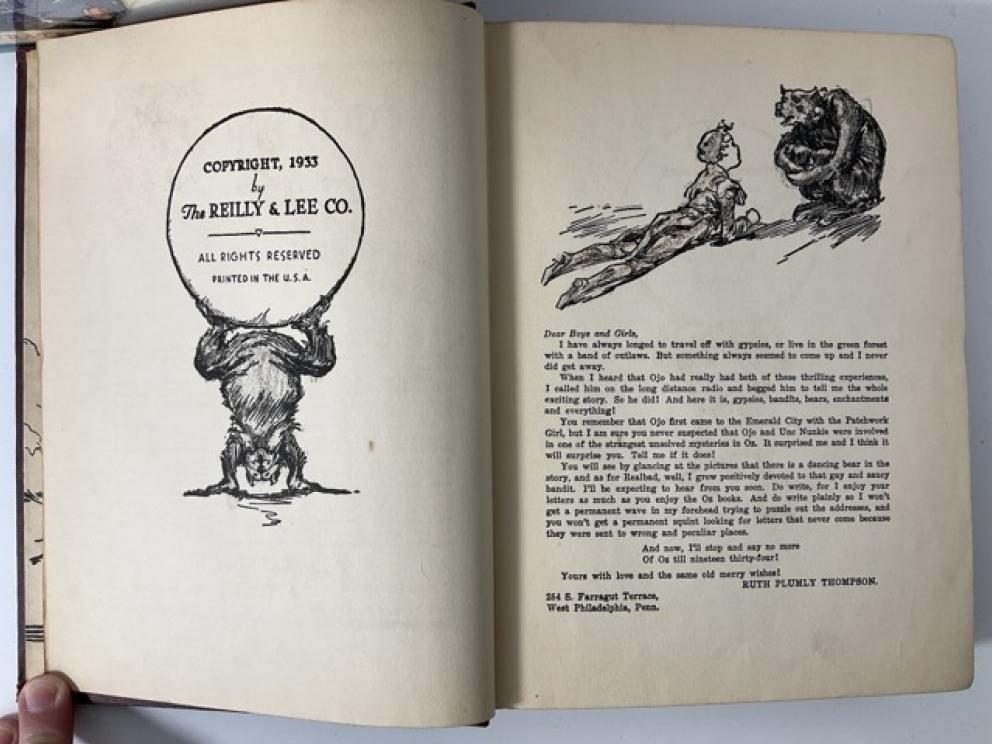 COPYRIGHT, 1933
by
The REILLY & LEE CO.
ALL RIGHTS RESERVED
PRINTED IN THE U.S.A.
Dear Boys and Girls,
I have always longed to travel off with gypsies, or live in the green forest
with a band of outlaws. But something always seemed to come up and I never
did get away.
When I heard that Ojo had really had both of these thrilling experiences,
I called him on the long distance radio and begged him to tell me the whole
exciting story. So he did! And here it is, gypsies, bandits, bears, enchantments
and everything!
You remember that Ojo first came to the Emerald City with the Patchwork
Girl, but I am sure you never suspected that Ojo and Unc Nunkie were involved
in one of the strangest unsolved mysteries in Oz. It surprised me and I think it
will surprise you. Tell me if it does!
You will see by glancing at the pictures that there is a dancing bear in the
story, and as for Realbad, well, I grew positively devoted to that gay and saucy
bandit. I'll be expecting to hear from you soon. Do write, for I enjoy your
letters as much as you enjoy the Oz books. And do write plainly so I won't
get a permanent wave in my forehead trying to puzzle out the addresses, and
you won't get a permanent squint looking for letters that never come because
they were sent to wrong and peculiar places.
And now, I'll stop and say no more
Of Oz till nineteen thirty-four!
Yours with love and the same old merry wishes!
RUTH PLUMLY THOMPSON.
254 S. Farragut Terrace,
West Philadelphia, Penn.